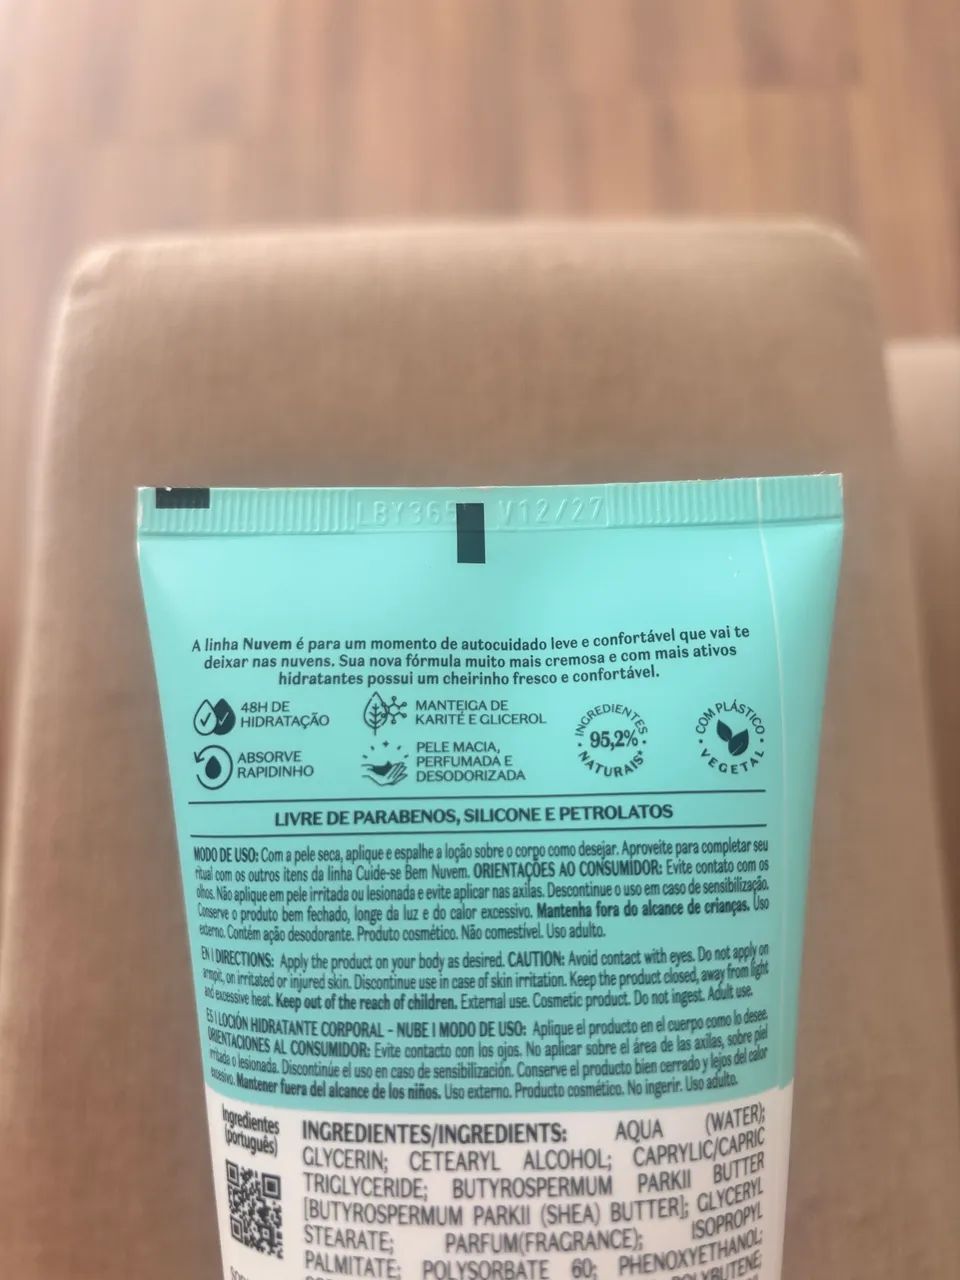 LBY365 V12/27
A linha Nuvem é para um momento de autocuidado leve e confortável que vai te
deixar nas nuvens. Sua nova fórmula muito mais cremosa e com mais ativos
hidratantes possui um cheirinho fresco e confortável.
48H DE
HIDRATAÇÃO
MANTEIGA DE
KARITÉ E GLICEROL
INGREDIENTES
95,2%
NATURAIS*
COM PLÁSTICO
VEGETAL
ABSORVE
RAPIDINHO
PELE MACIA,
PERFUMADA E
DESODORIZADA
LIVRE DE PARABENOS, SILICONE E PETROLATOS
MODO DE USO: Com a pele seca, aplique e espalhe a loção sobre o corpo como desejar. Aproveite para completar seu
ritual com os outros itens da linha Cuide-se Bem Nuvem. ORIENTAÇÕES AO CONSUMIDOR: Evite contato com os
olhos. Não aplique em pele irritada ou lesionada e evite aplicar nas axilas. Descontinue o uso em caso de sensibilização.
Conserve o produto bem fechado, longe da luz e do calor excessivo. Mantenha fora do alcance de crianças. Uso
externo. Contém ação desodorante. Produto cosmético. Não comestível. Uso adulto.
EN | DIRECTIONS: Apply the product on your body as desired. CAUTION: Avoid contact with eyes. Do not apply on
armpit, on irritated or injured skin. Discontinue use in case of skin irritation. Keep the product closed, away from light
and excessive heat. Keep out of the reach of children. External use. Cosmetic product. Do not ingest. Adult use.
ES | LOCIÓN HIDRATANTE CORPORAL - NUBE | MODO DE USO: Aplique el producto en el cuerpo como lo desee.
ORIENTACIONES AL CONSUMIDOR: Evite contacto con los ojos. No aplicar sobre el área de las axilas, sobre piel
irritada o lesionada. Discontinúe el uso en caso de sensibilización. Conserve el producto bien cerrado y lejos del calor
excesivo. Mantener fuera del alcance de los niños. Uso externo. Producto cosmético. No ingerir. Uso adulto.
Ingredientes
(português)
INGREDIENTES/INGREDIENTS: AQUA (WATER);
GLYCERIN; CETEARYL ALCOHOL; CAPRYLIC/CAPRIC
TRIGLYCERIDE; BUTYROSPERMUM PARKII BUTTER
[BUTYROSPERMUM PARKII (SHEA) BUTTER]; GLYCERYL
STEARATE; PARFUM(FRAGRANCE); ISOPROPYL
PALMITATE; POLYSORBATE 60; PHENOXYETHANOL;
POLYBUTENE;